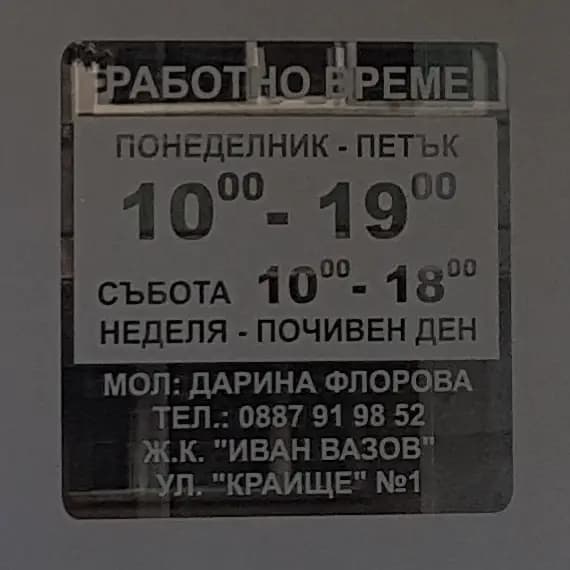 РАБОТНО ВРЕМЕ
ПОНЕДЕЛНИК - ПЕТЪК
10⁰⁰ - 19⁰⁰
СЪБОТА 10⁰⁰ - 18⁰⁰
НЕДЕЛЯ - ПОЧИВЕН ДЕН
МОЛ: ДАРИНА ФЛОРОВА
ТЕЛ.: 0887 91 98 52
Ж.К. "ИВАН ВАЗОВ"
УЛ. "КРАИЩЕ" №1